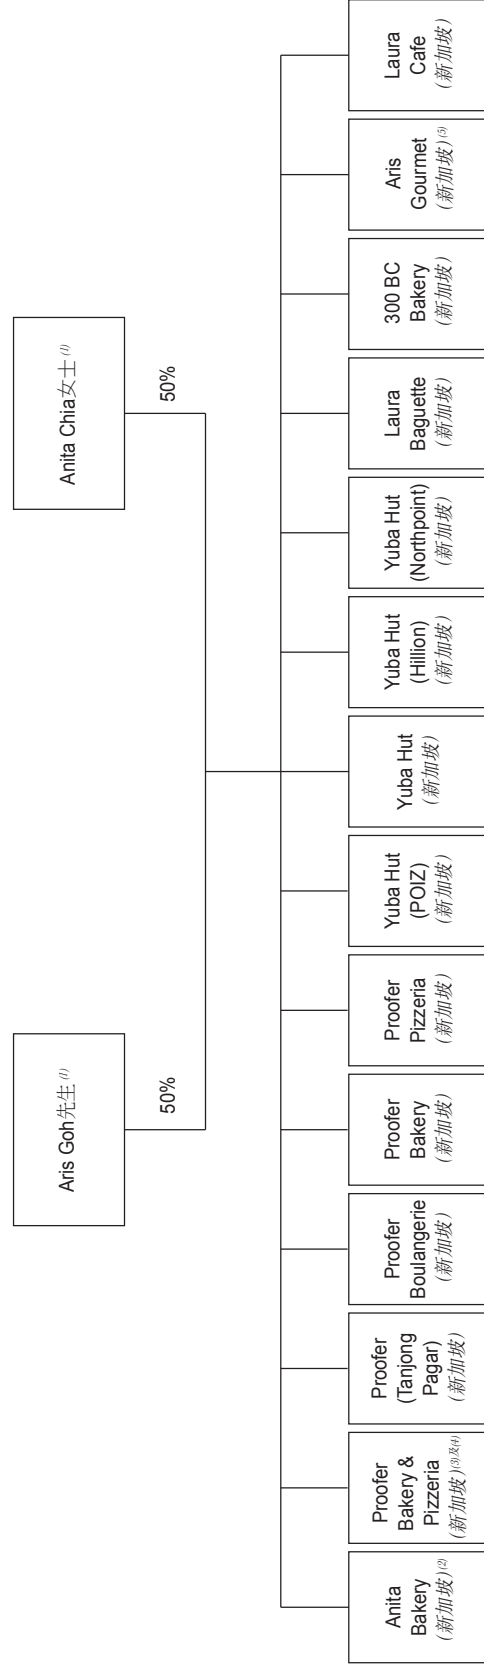 Aris Goh先生(1)
Anita Chia女士(1)
50%
50%
Anita
Bakery
(新加坡)(2)
Proofer
Bakery &
Pizzeria
(新加坡)(3)及(4)
Proofer
(Tanjong
Pagar)
(新加坡)
Proofer
Boulangerie
(新加坡)
Proofer
Bakery
(新加坡)
Proofer
Pizzeria
(新加坡)
Yuba Hut
(POIZ)
(新加坡)
Yuba Hut
(新加坡)
Yuba Hut
(Hillion)
(新加坡)
Yuba Hut
(Northpoint)
(新加坡)
Laura
Baguette
(新加坡)
300 BC
Bakery
(新加坡)
Aris
Gourmet
(新加坡)(5)
Laura
Cafe
(新加坡)